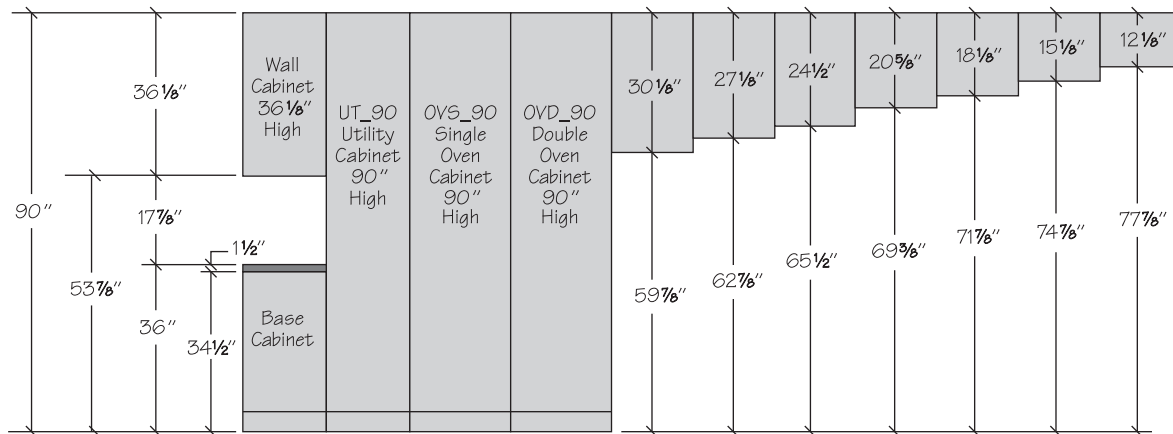 90"
36⅛"
17⅞"
1½"
53⅞"
36"
34½"
Wall
Cabinet
36⅛"
High
Base
Cabinet
UT_90
Utility
Cabinet
90"
High
OVS_90
Single
Oven
Cabinet
90"
High
OVD_90
Double
Oven
Cabinet
90"
High
30⅛"
27⅛"
24½"
20⅝"
18⅛"
15⅛"
12⅛"
59⅞"
62⅞"
65½"
69⅜"
71⅞"
74⅞"
77⅞"